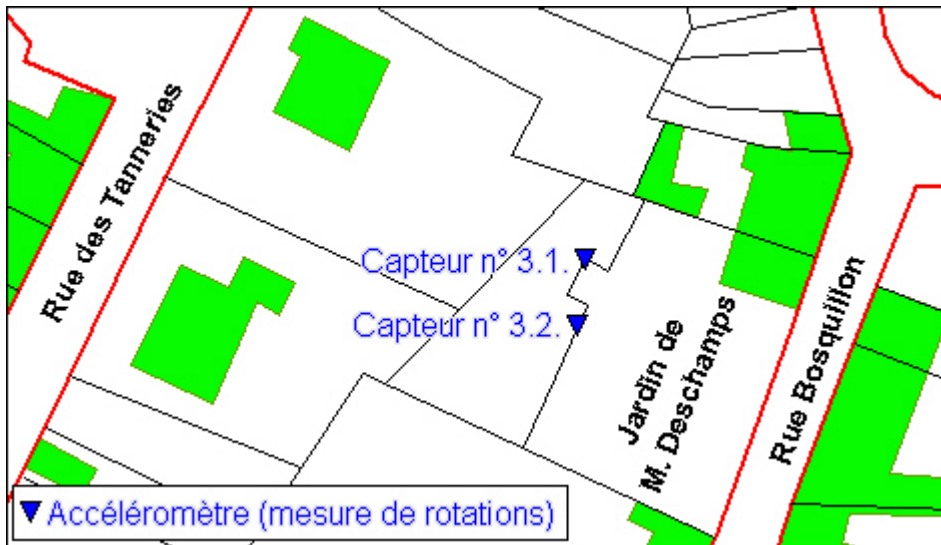 Rue des Tanneries
Capteur n° 3.1.
Capteur n° 3.2.
Jardin de
M. Deschamps
Rue Bosquillon
Accéléromètre (mesure de rotations)